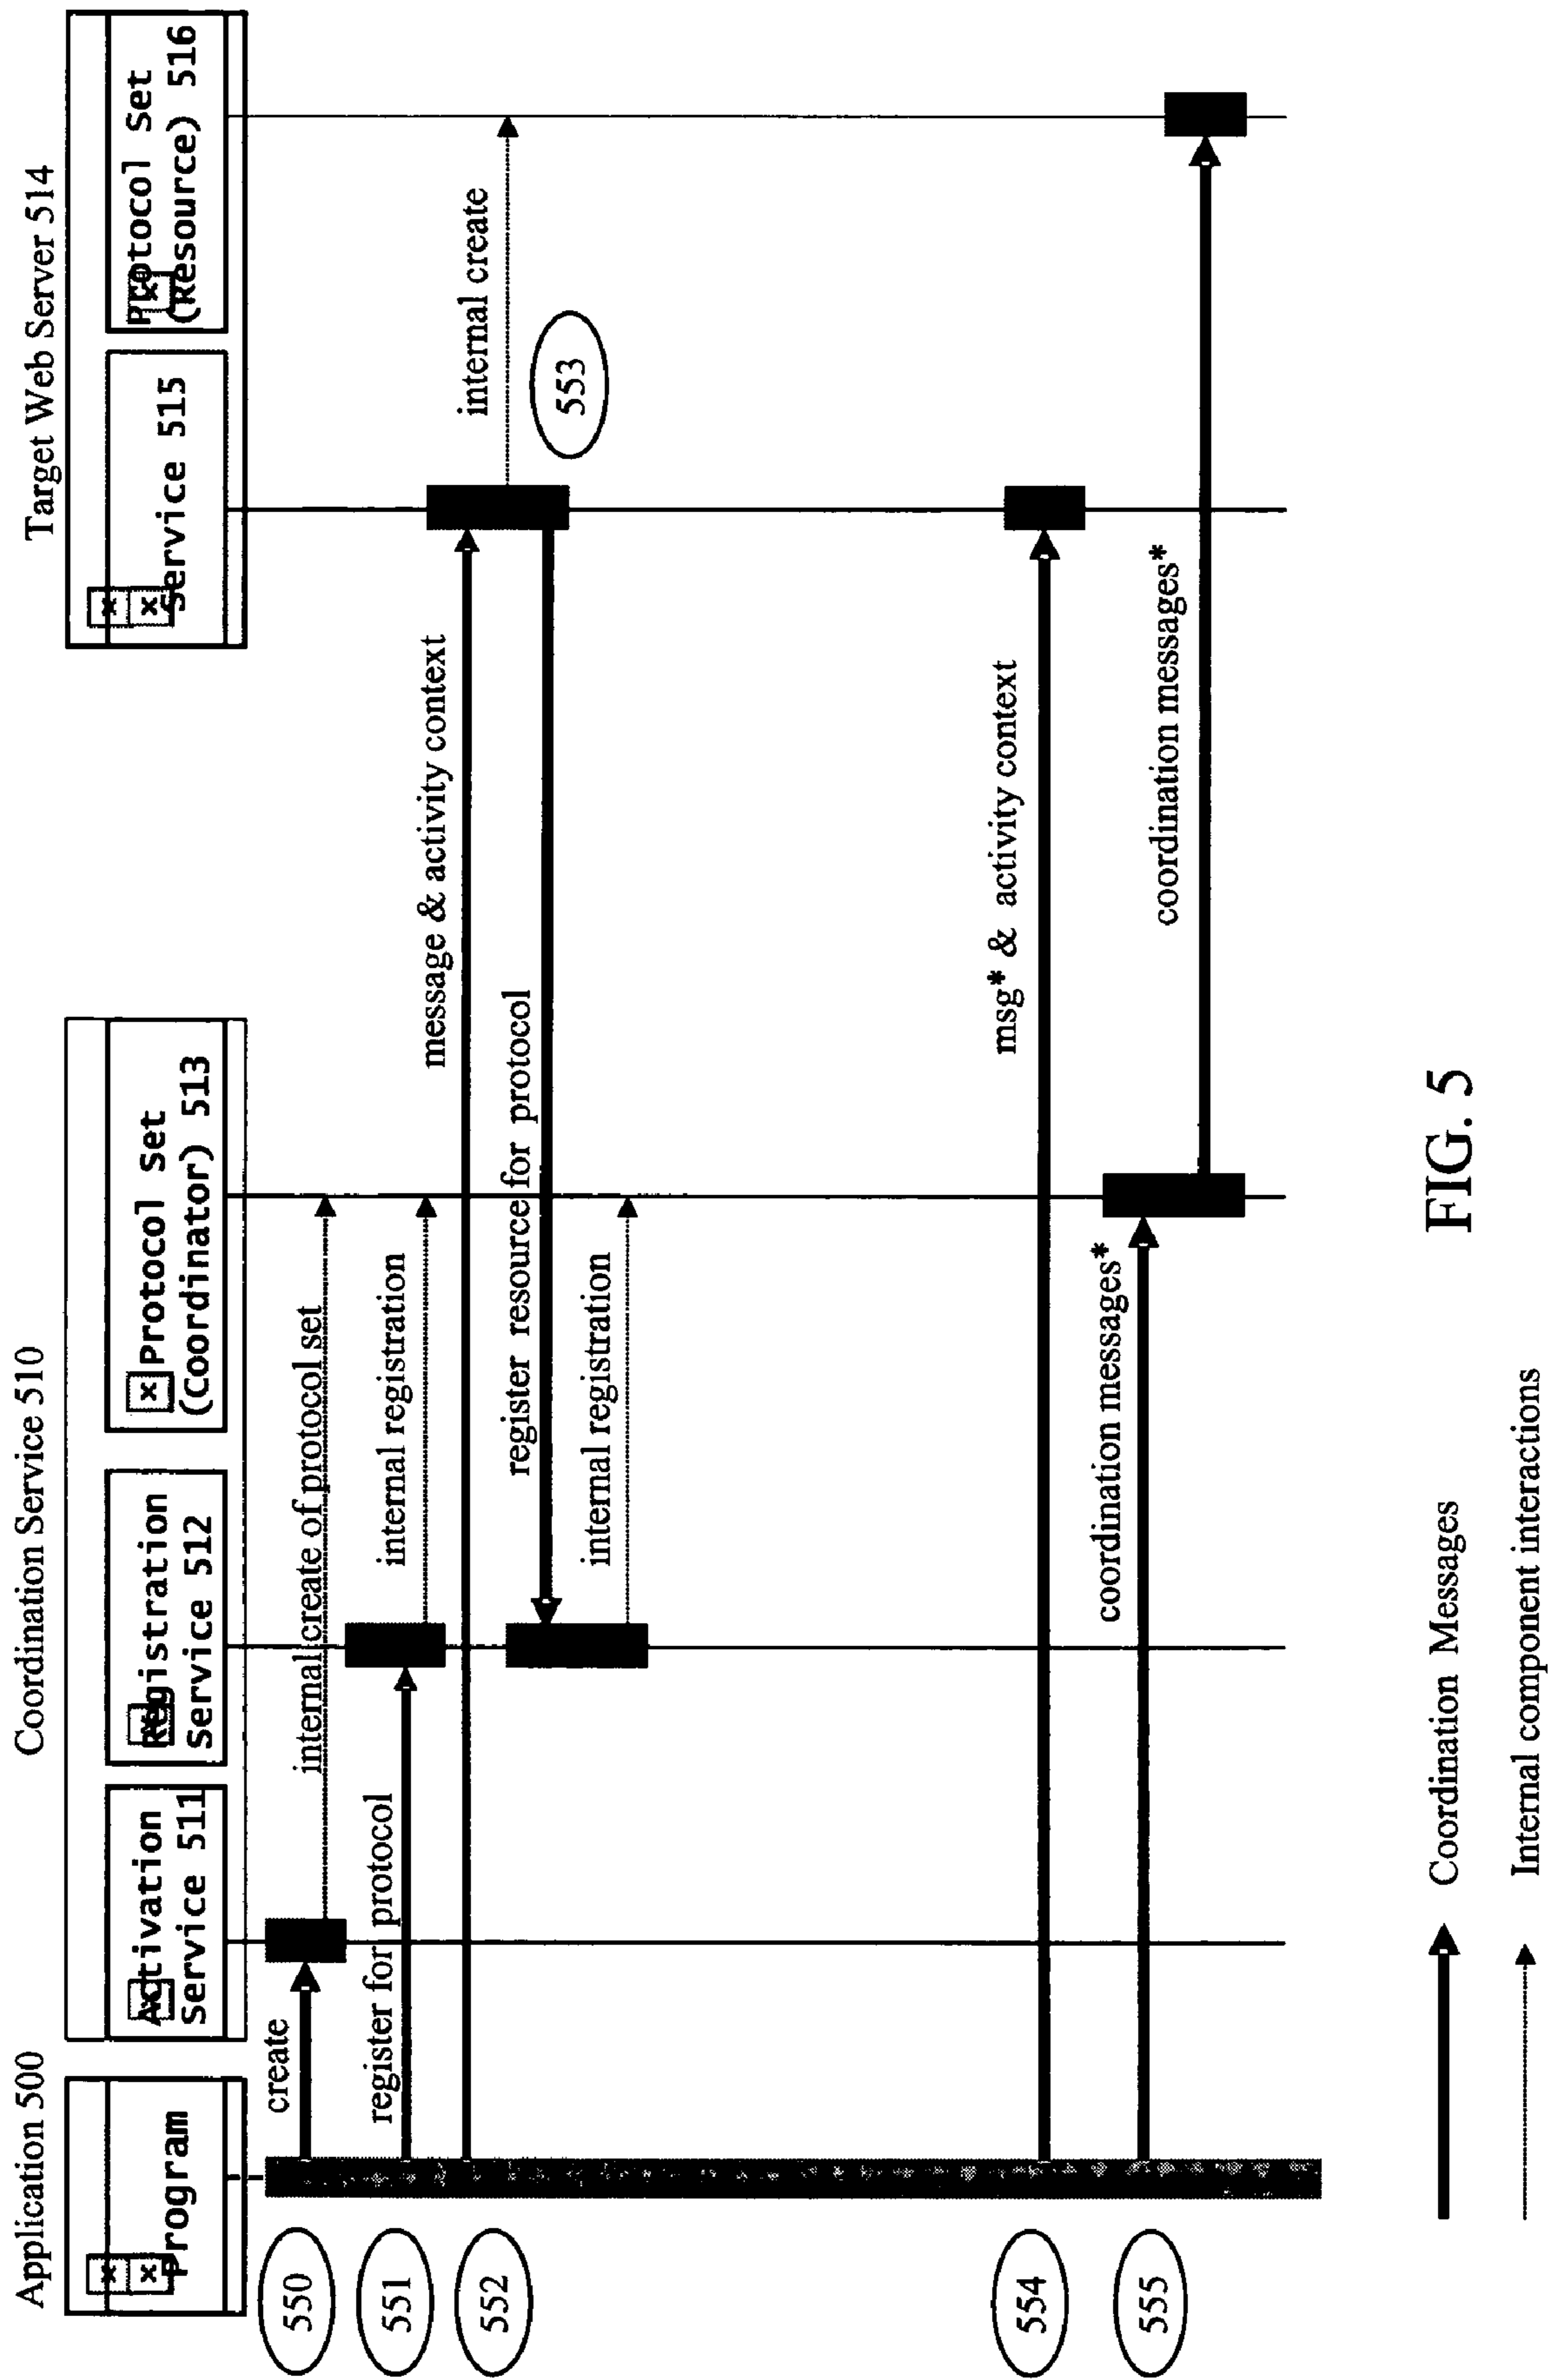 Application 500
Coordination Service 510
Target Web Server 514
Program
Activation
Service 511
Registration
Service 512
Protocol set
(Coordinator) 513
Service 515
Protocol Set
(Resource) 516
550
create
internal create of protocol set
551
register for protocol
internal registration
552
message & activity context
internal create
553
register resource for protocol
internal registration
554
msg* & activity context
555
coordination messages*
coordination messages*
Coordination Messages
Internal component interactions
FIG. 5